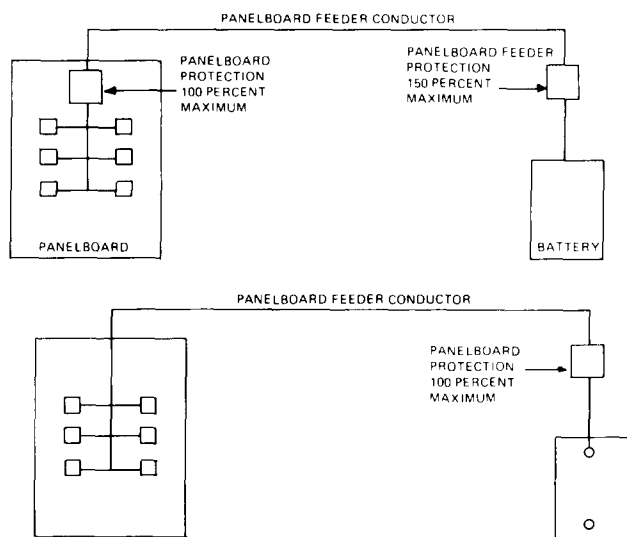 PANELBOARD FEEDER CONDUCTOR
PANELBOARD
PROTECTION
100 PERCENT
MAXIMUM
PANELBOARD FEEDER
PROTECTION
150 PERCENT
MAXIMUM
PANELBOARD
BATTERY
PANELBOARD FEEDER CONDUCTOR
PANELBOARD
PROTECTION
100 PERCENT
MAXIMUM